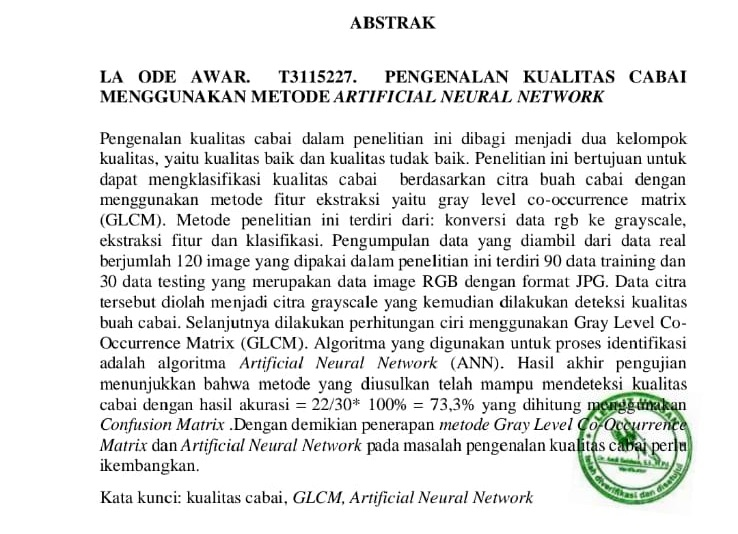 ABSTRAK
LA ODE AWAR. T3115227. PENGENALAN KUALITAS CABAI
MENGGUNAKAN METODE ARTIFICIAL NEURAL NETWORK
Pengenalan kualitas cabai dalam penelitian ini dibagi menjadi dua kelompok
kualitas, yaitu kualitas baik dan kualitas tudak baik. Penelitian ini bertujuan untuk
dapat mengklasifikasi kualitas cabai berdasarkan citra buah cabai dengan
menggunakan metode fitur ekstraksi yaitu gray level co-occurrence matrix
(GLCM). Metode penelitian ini terdiri dari: konversi data rgb ke grayscale,
ekstraksi fitur dan klasifikasi. Pengumpulan data yang diambil dari data real
berjumlah 120 image yang dipakai dalam penelitian ini terdiri 90 data training dan
30 data testing yang merupakan data image RGB dengan format JPG. Data citra
tersebut diolah menjadi citra grayscale yang kemudian dilakukan deteksi kualitas
buah cabai. Selanjutnya dilakukan perhitungan ciri menggunakan Gray Level Co-
Occurrence Matrix (GLCM). Algoritma yang digunakan untuk proses identifikasi
adalah algoritma Artificial Neural Network (ANN). Hasil akhir pengujian
menunjukkan bahwa metode yang diusulkan telah mampu mendeteksi kualitas
cabai dengan hasil akurasi = 22/30* 100% = 73,3% yang dihitung menggunakan
Confusion Matrix .Dengan demikian penerapan metode Gray Level Co-Occurrence
Matrix dan Artificial Neural Network pada masalah pengenalan kualitas cabai perlu
ikembangkan.
Kata kunci: kualitas cabai, GLCM, Artificial Neural Network
telah diverifikasi dan disetujui